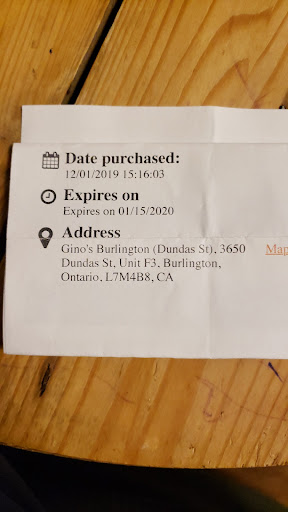 Date purchased:
12/01/2019 15:16:03
Expires on
Expires on 01/15/2020
Address
Gino's Burlington (Dundas St), 3650 Map
Dundas St, Unit F3, Burlington,
Ontario, L7M4B8, CA